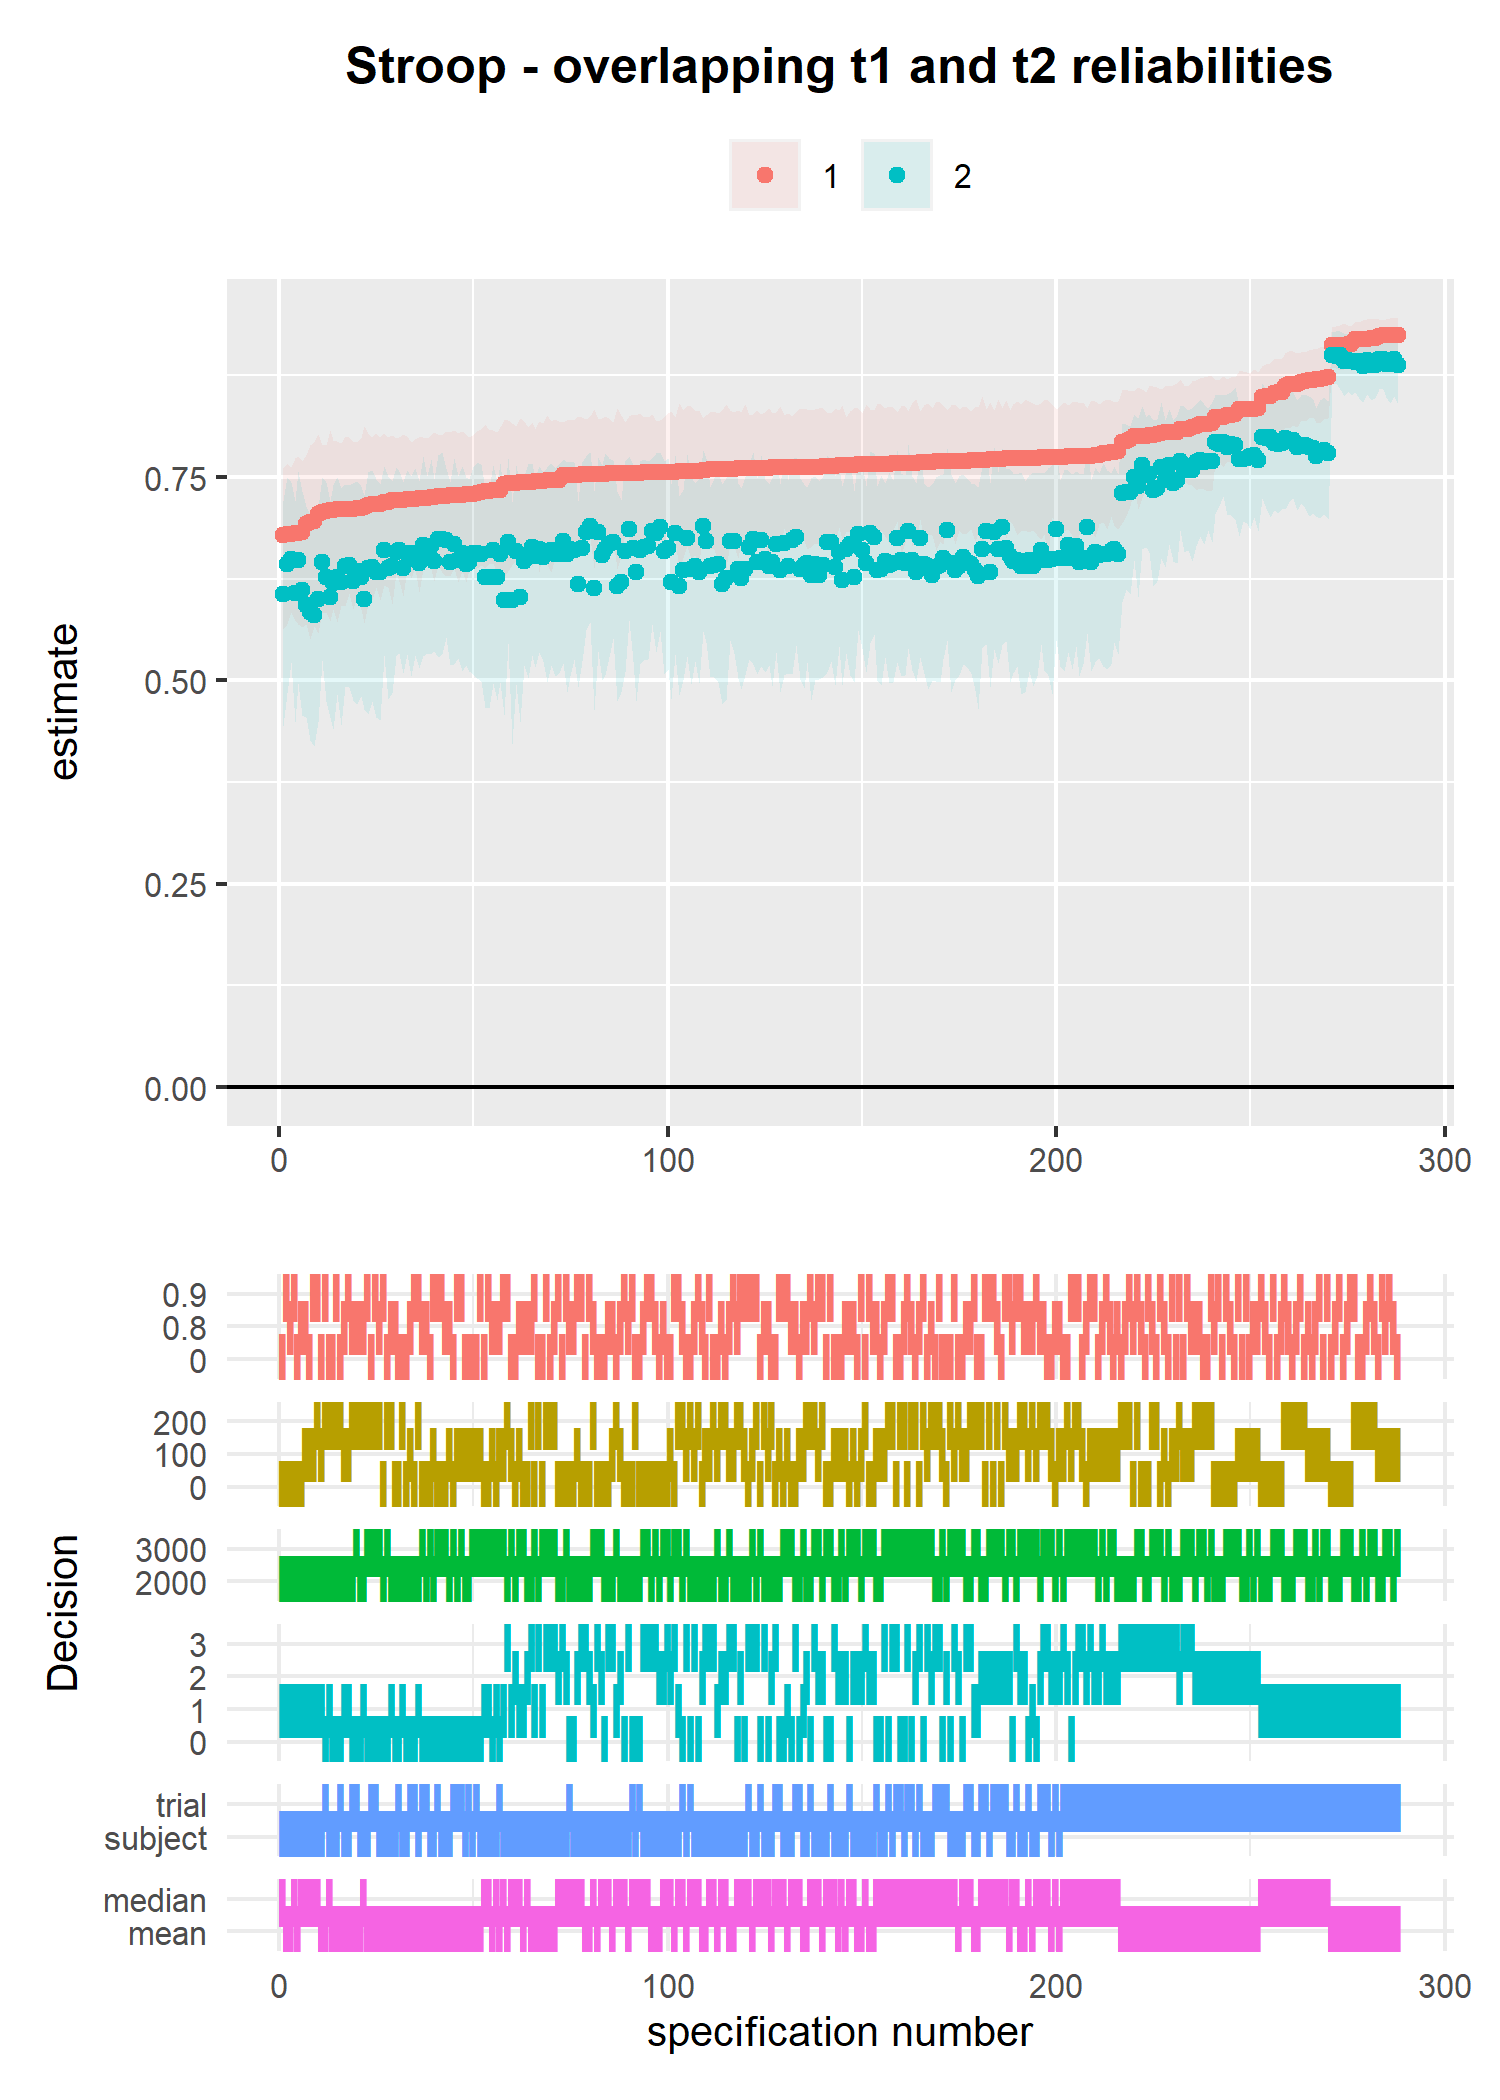 Stroop - overlapping t1 and t2 reliabilities
1 2
0.75
0.50
0.25
0.00
estimate
0 100 200 300
0.9
0.8
0
200
100
0
3000
2000
3
2
1
0
trial
subject
median
mean
Decision
0 100 200 300
specification number